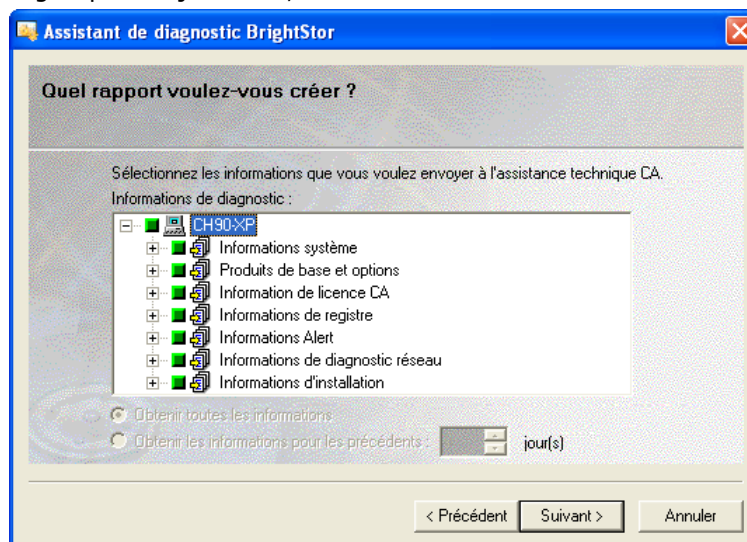 Assistant de diagnostic BrightStor
Quel rapport voulez-vous créer ?
Sélectionnez les informations que vous voulez envoyer à l'assistance technique CA.
Informations de diagnostic :
CH90-XP
Informations système
Produits de base et options
Information de licence CA
Informations de registre
Informations Alert
Informations de diagnostic réseau
Informations d'installation
Obtenir toutes les informations
Obtenir les informations pour les précédents : jour(s)
< Précédent Suivant > Annuler